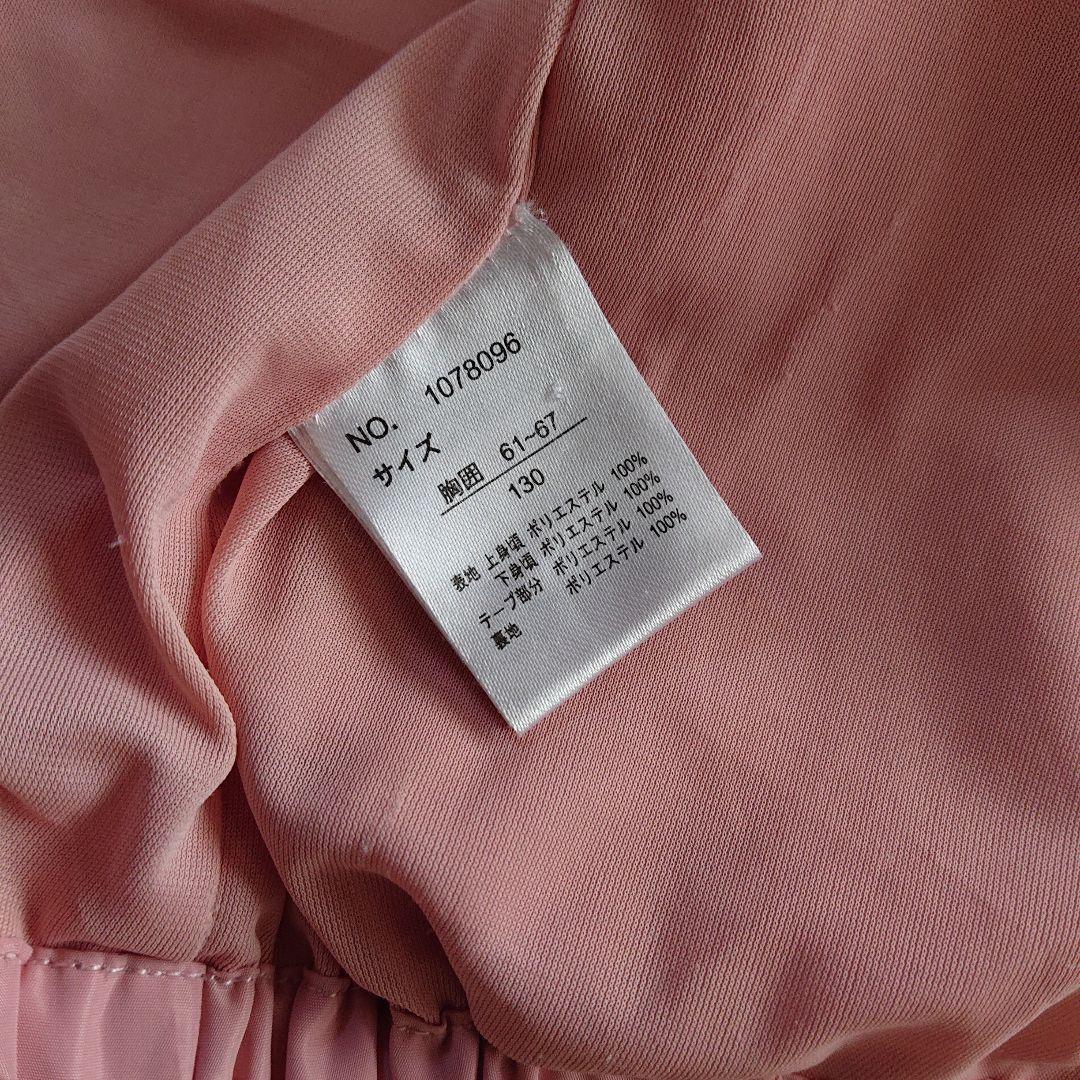 NO. 1078096
サイズ
胸囲 61~67
130
表地 上身頃 ポリエステル 100%
下身頃 ポリエステル 100%
テープ部分 ポリエステル 100%
裏地 ポリエステル 100%